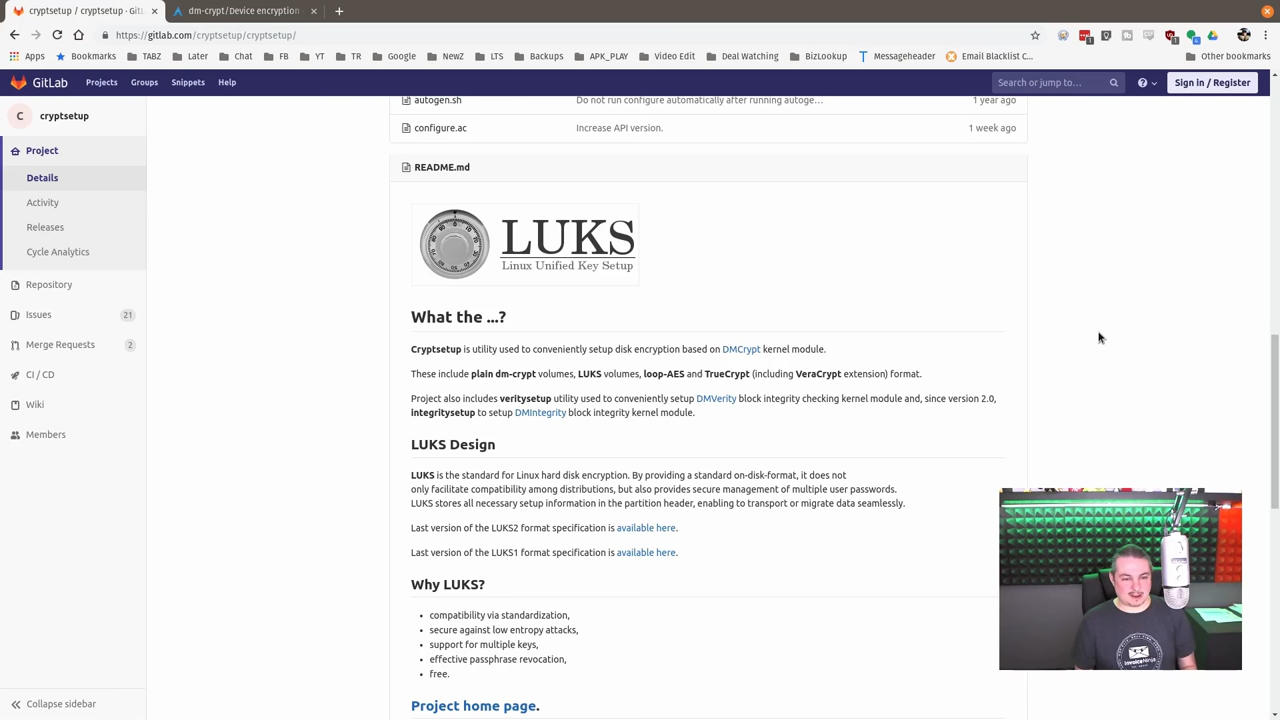 cryptsetup / cryptsetup · Gitl
dm-crypt/Device encryption
https://gitlab.com/cryptsetup/cryptsetup/
Apps
Bookmarks
TABZ
Later
Chat
FB
YT
TR
Google
NewZ
LTS
Backups
APK_PLAY
Video Edit
Deal Watching
BizLookup
Messageheader
Email Blacklist C...
Other bookmarks
GitLab
Projects
Groups
Snippets
Help
Search or jump to…
Sign in / Register
C
cryptsetup
Project
Details
Activity
Releases
Cycle Analytics
Repository
Issues
21
Merge Requests
2
CI / CD
Wiki
Members
Collapse sidebar
autogen.sh
Do not run configure automatically after running autoge…
1 year ago
configure.ac
Increase API version.
1 week ago
README.md
LUKS
Linux Unified Key Setup
What the ...?
Cryptsetup is utility used to conveniently setup disk encryption based on DMCrypt kernel module.
These include plain dm-crypt volumes, LUKS volumes, loop-AES and TrueCrypt (including VeraCrypt extension) format.
Project also includes veritysetup utility used to conveniently setup DMVerity block integrity checking kernel module and, since version 2.0,
integritysetup to setup DMIntegrity block integrity kernel module.
LUKS Design
LUKS is the standard for Linux hard disk encryption. By providing a standard on-disk-format, it does not
only facilitate compatibility among distributions, but also provides secure management of multiple user passwords.
LUKS stores all necessary setup information in the partition header, enabling to transport or migrate data seamlessly.
Last version of the LUKS2 format specification is available here.
Last version of the LUKS1 format specification is available here.
Why LUKS?
compatibility via standardization,
secure against low entropy attacks,
support for multiple keys,
effective passphrase revocation,
free.
Project home page.
InvoiceNinja